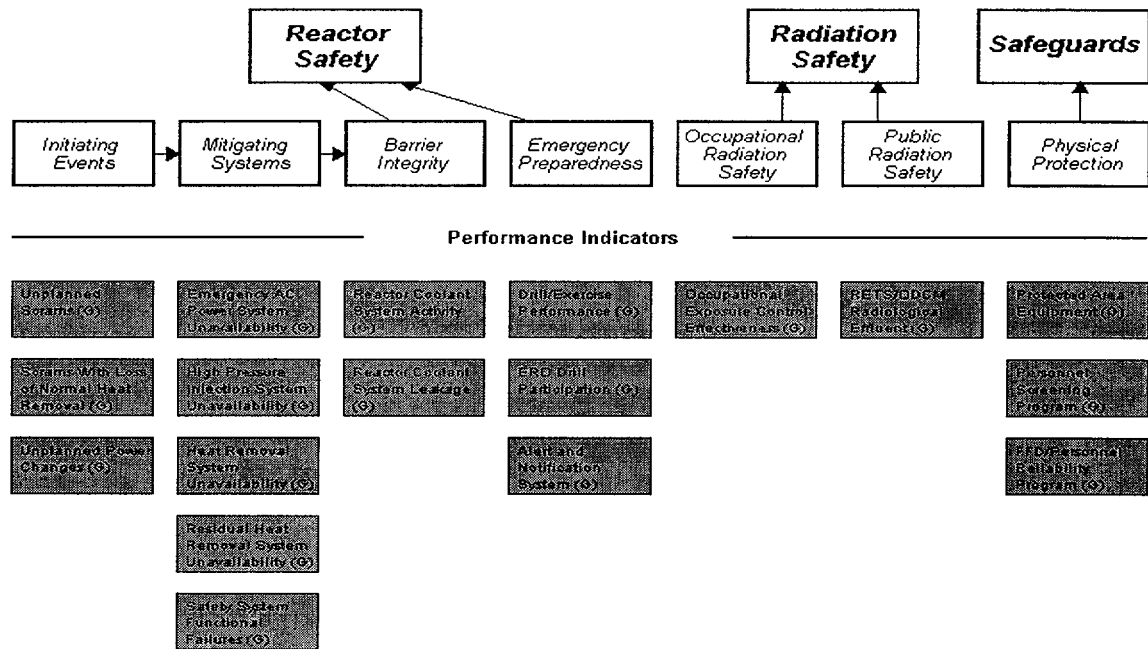 Reactor
Safety
Radiation
Safety
Safeguards
Initiating
Events
Mitigating
Systems
Barrier
Integrity
Emergency
Preparedness
Occupational
Radiation
Safety
Public
Radiation
Safety
Physical
Protection
Performance Indicators
Unplanned
Scrams (G)
Emergency AC
Power System
Unavailability (G)
Reactor Coolant
System Activity
(G)
Drill/Exercise
Performance (G)
Occupational
Exposure Control
Effectiveness (G)
RETS/ODCM
Radiological
Effluent (G)
Protected Area
Equipment (G)
Scrams With Loss
of Normal Heat
Removal (G)
High Pressure
Injection System
Unavailability (G)
Reactor Coolant
System Leakage
(G)
ERO Drill
Participation (G)
Personnel
Screening
Program (G)
Unplanned Power
Changes (G)
Heat Removal
System
Unavailability (G)
Alert and
Notification
System (G)
FFD/Personnel
Reliability
Program (G)
Residual Heat
Removal System
Unavailability (G)
Safety System
Functional
Failures (G)